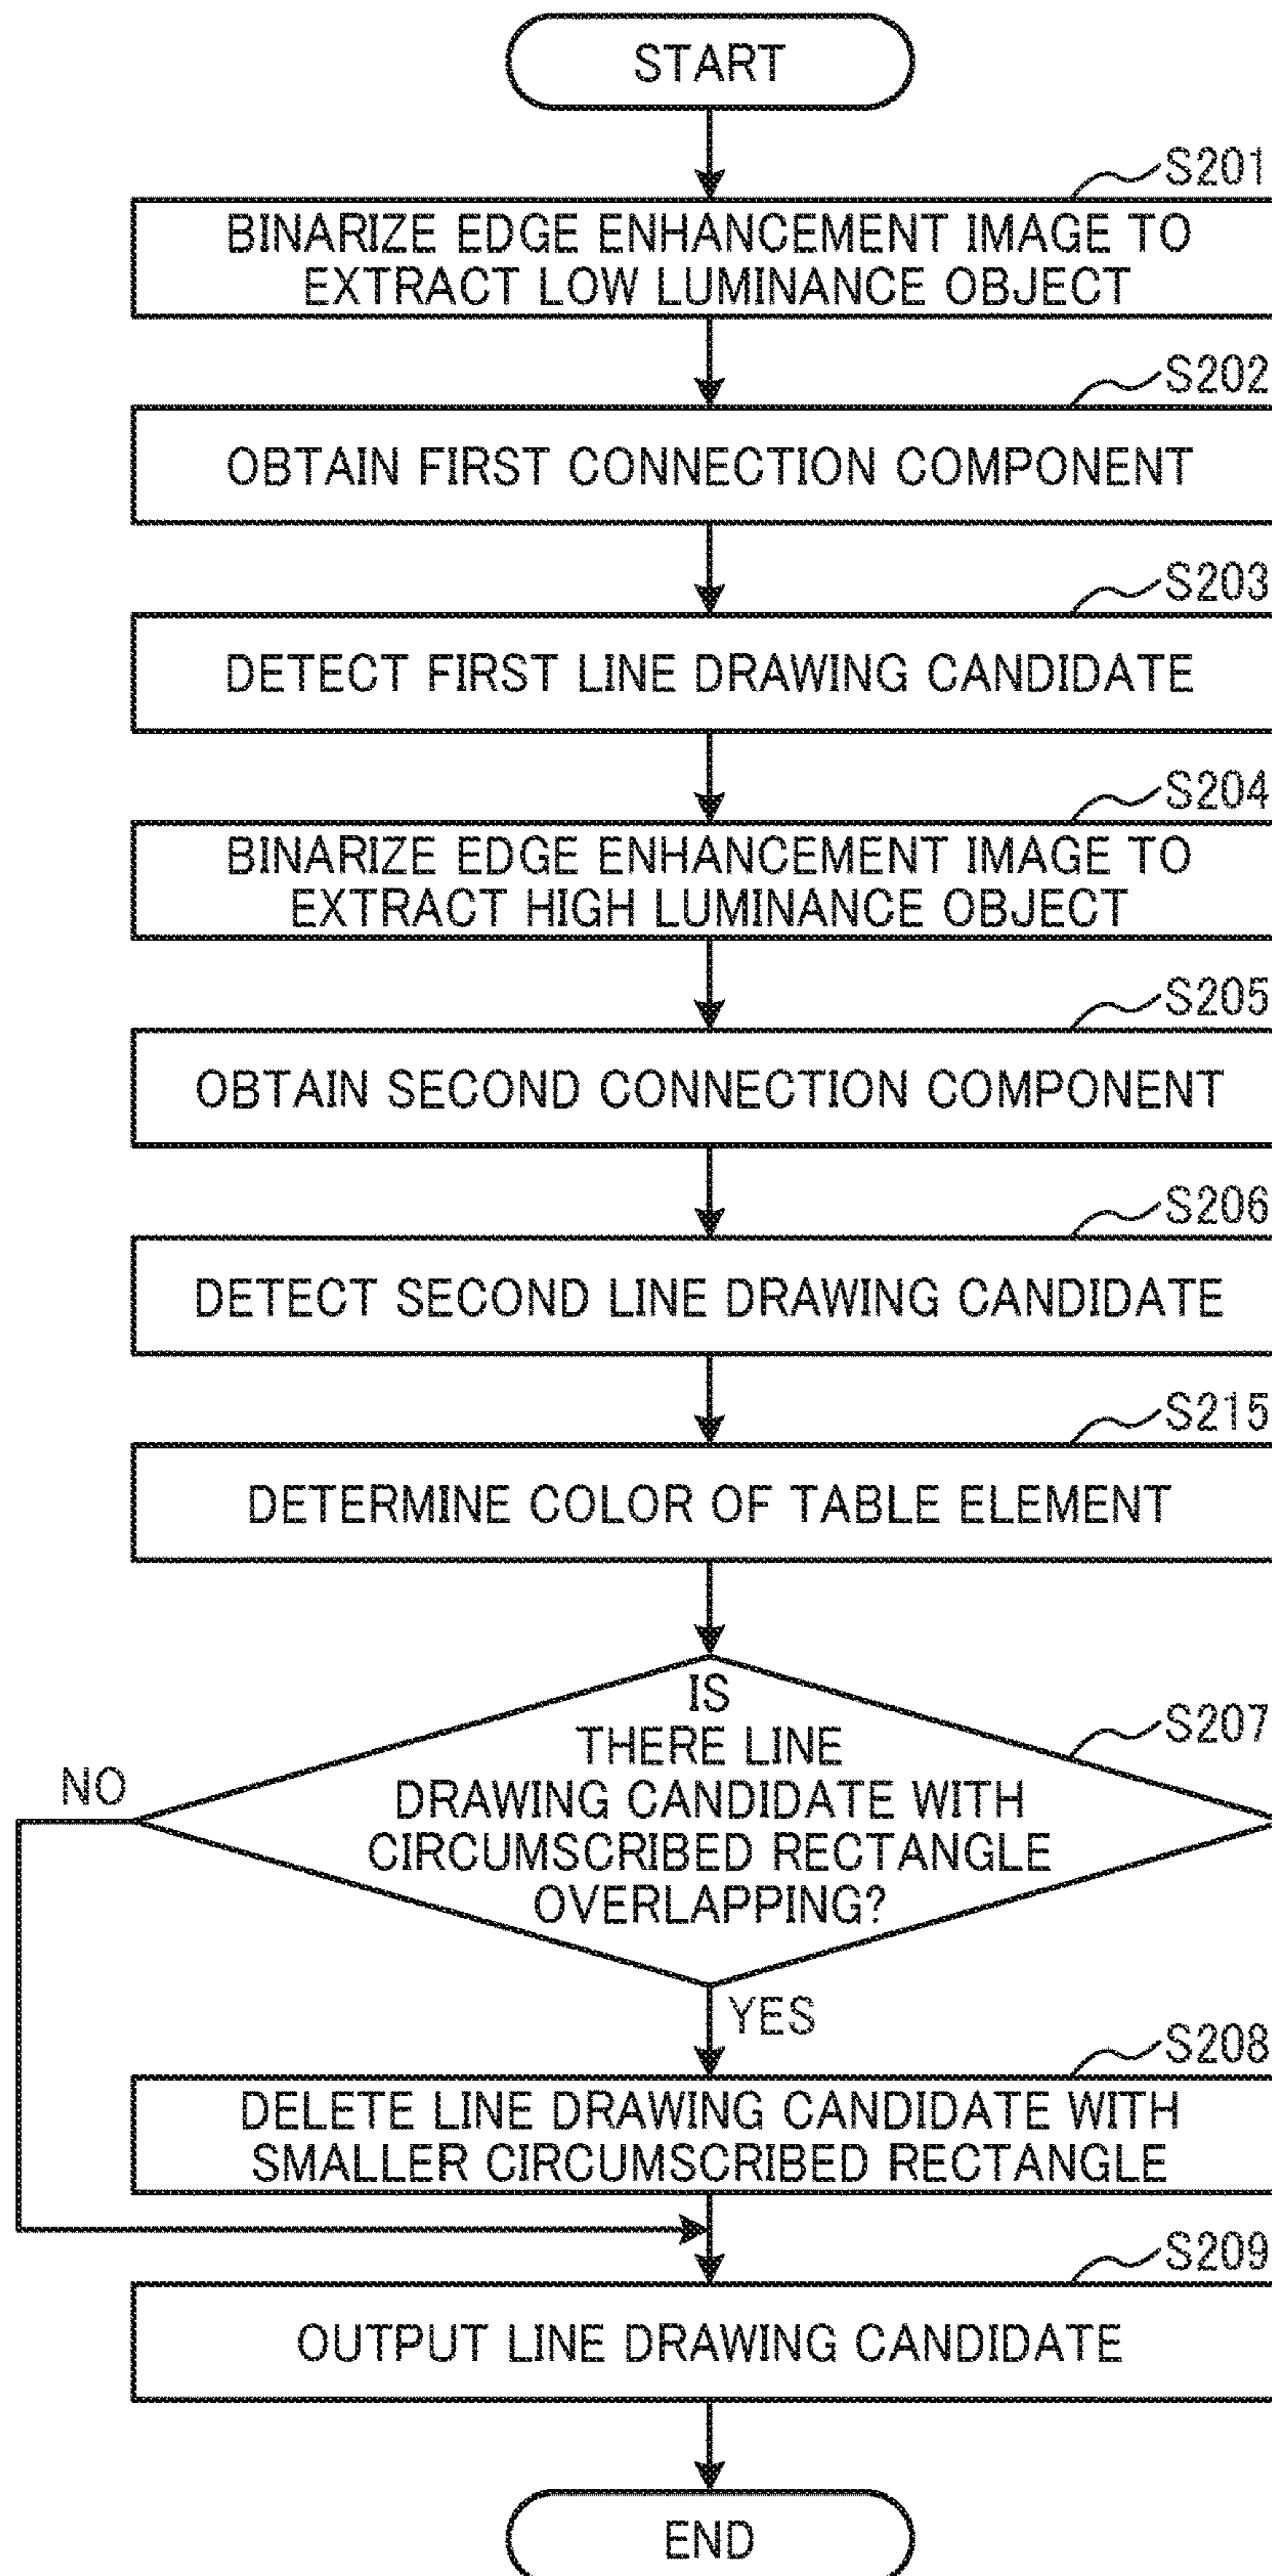 START
S201
BINARIZE EDGE ENHANCEMENT IMAGE TO
EXTRACT LOW LUMINANCE OBJECT
S202
OBTAIN FIRST CONNECTION COMPONENT
S203
DETECT FIRST LINE DRAWING CANDIDATE
S204
BINARIZE EDGE ENHANCEMENT IMAGE TO
EXTRACT HIGH LUMINANCE OBJECT
S205
OBTAIN SECOND CONNECTION COMPONENT
S206
DETECT SECOND LINE DRAWING CANDIDATE
S215
DETERMINE COLOR OF TABLE ELEMENT
S207
IS
THERE LINE
DRAWING CANDIDATE WITH
CIRCUMSCRIBED RECTANGLE
OVERLAPPING?
NO
YES
S208
DELETE LINE DRAWING CANDIDATE WITH
SMALLER CIRCUMSCRIBED RECTANGLE
S209
OUTPUT LINE DRAWING CANDIDATE
END